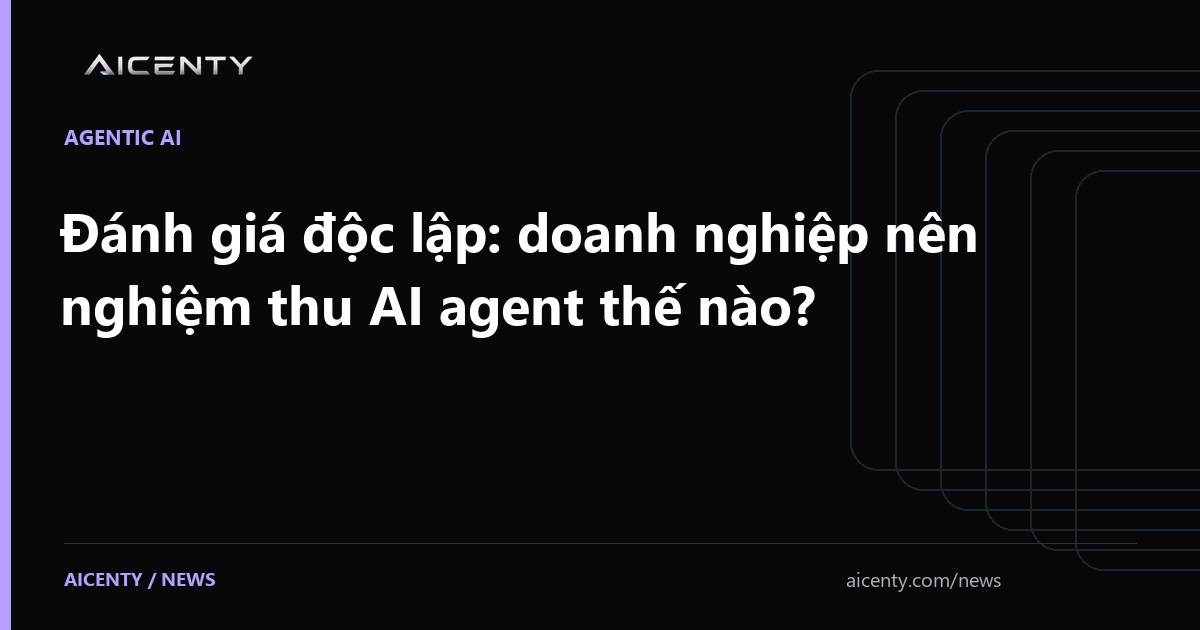 AICENTY
AGENTIC AI
Đánh giá độc lập: doanh nghiệp nên
nghiệm thu AI agent thế nào?
AICENTY / NEWS
aicenty.com/news